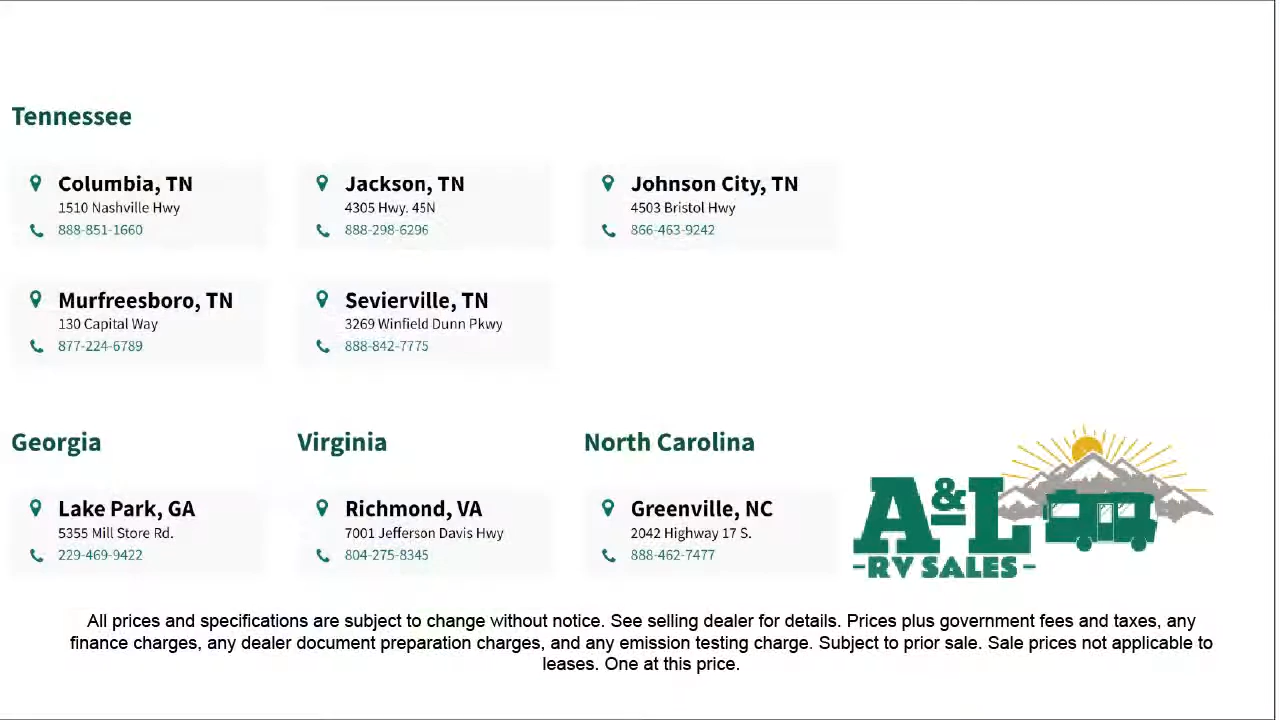 Tennessee
Columbia, TN
1510 Nashville Hwy
888-851-1660
Jackson, TN
4305 Hwy. 45N
888-298-6296
Johnson City, TN
4503 Bristol Hwy
866-463-9242
Murfreesboro, TN
130 Capital Way
877-224-6789
Sevierville, TN
3269 Winfield Dunn Pkwy
888-842-7775
Georgia
Lake Park, GA
5355 Mill Store Rd.
229-469-9422
Virginia
Richmond, VA
7001 Jefferson Davis Hwy
804-275-8345
North Carolina
Greenville, NC
2042 Highway 17 S.
888-462-7477
A&L
-RV SALES-
All prices and specifications are subject to change without notice. See selling dealer for details. Prices plus government fees and taxes, any
finance charges, any dealer document preparation charges, and any emission testing charge. Subject to prior sale. Sale prices not applicable to
leases. One at this price.